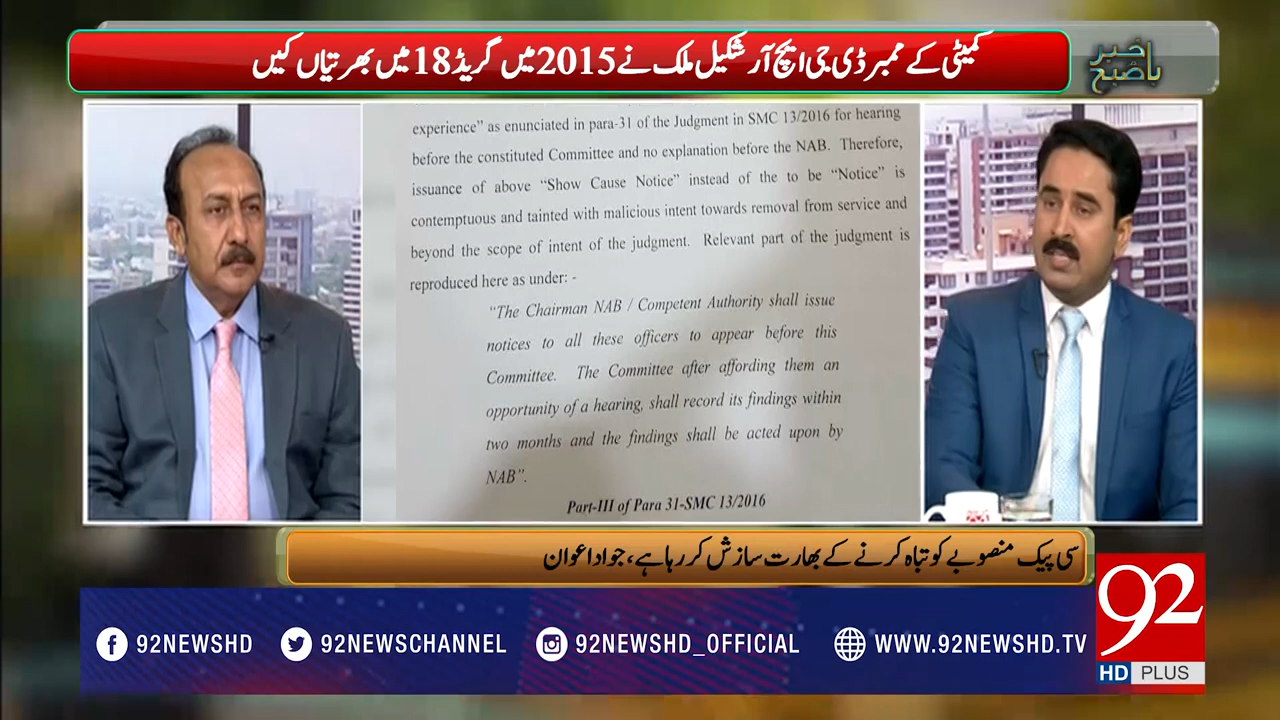 کمیٹی کے ممبر ڈی جی ایچ آر شکیل ملک نے 2015 میں گریڈ 18 میں بھرتیاں کیں
باخبر
صبح
experience” as enunciated in para-31 of the Judgment in SMC 13/2016 for hearing
before the constituted Committee and no explanation before the NAB. Therefore,
issuance of above “Show Cause Notice” instead of the to be “Notice” is
contemptuous and tainted with malicious intent towards removal from service and
beyond the scope of intent of the judgment. Relevant part of the judgment is
reproduced here as under: -
“The Chairman NAB / Competent Authority shall issue
notices to all these officers to appear before this
Committee. The Committee after affording them an
opportunity of a hearing, shall record its findings within
two months and the findings shall be acted upon by
NAB”.
Part-III of Para 31-SMC 13/2016
سی پیک منصوبے کو تباہ کرنے کے بھارت سازش کر رہا ہے، جواد اعوان
92NEWSHD
92NEWSCHANNEL
92NEWSHD_OFFICIAL
WWW.92NEWSHD.TV
92
HD PLUS